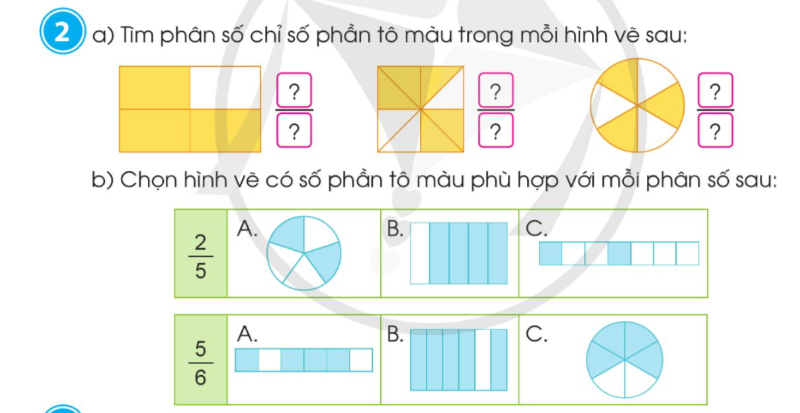 2 a) Tìm phân số chỉ số phần tô màu trong mỗi hình vẽ sau:
? ? ?
? ? ?
b) Chọn hình vẽ có số phần tô màu phù hợp với mỗi phân số sau:
2
5
A. B. C.
5
6
A. B. C.